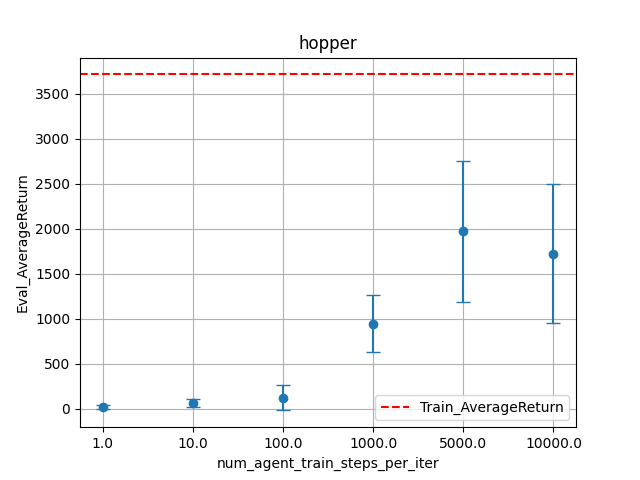 hopper
Eval_AverageReturn
3500
3000
2500
2000
1500
1000
500
0
Train_AverageReturn
1.0 10.0 100.0 1000.0 5000.0 10000.0
num_agent_train_steps_per_iter